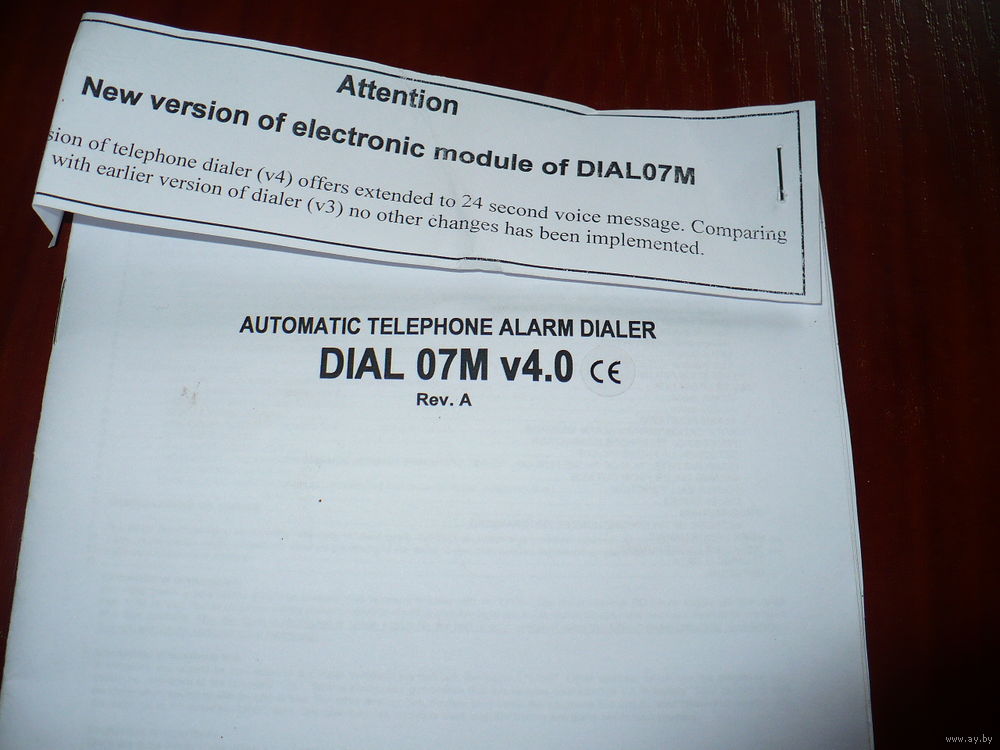 Attention
New version of electronic module of DIAL07M
sion of telephone dialer (v4) offers extended to 24 second voice message. Comparing
with earlier version of dialer (v3) no other changes has been implemented.
AUTOMATIC TELEPHONE ALARM DIALER
DIAL 07M v4.0 CE
Rev. A
www.ay.by